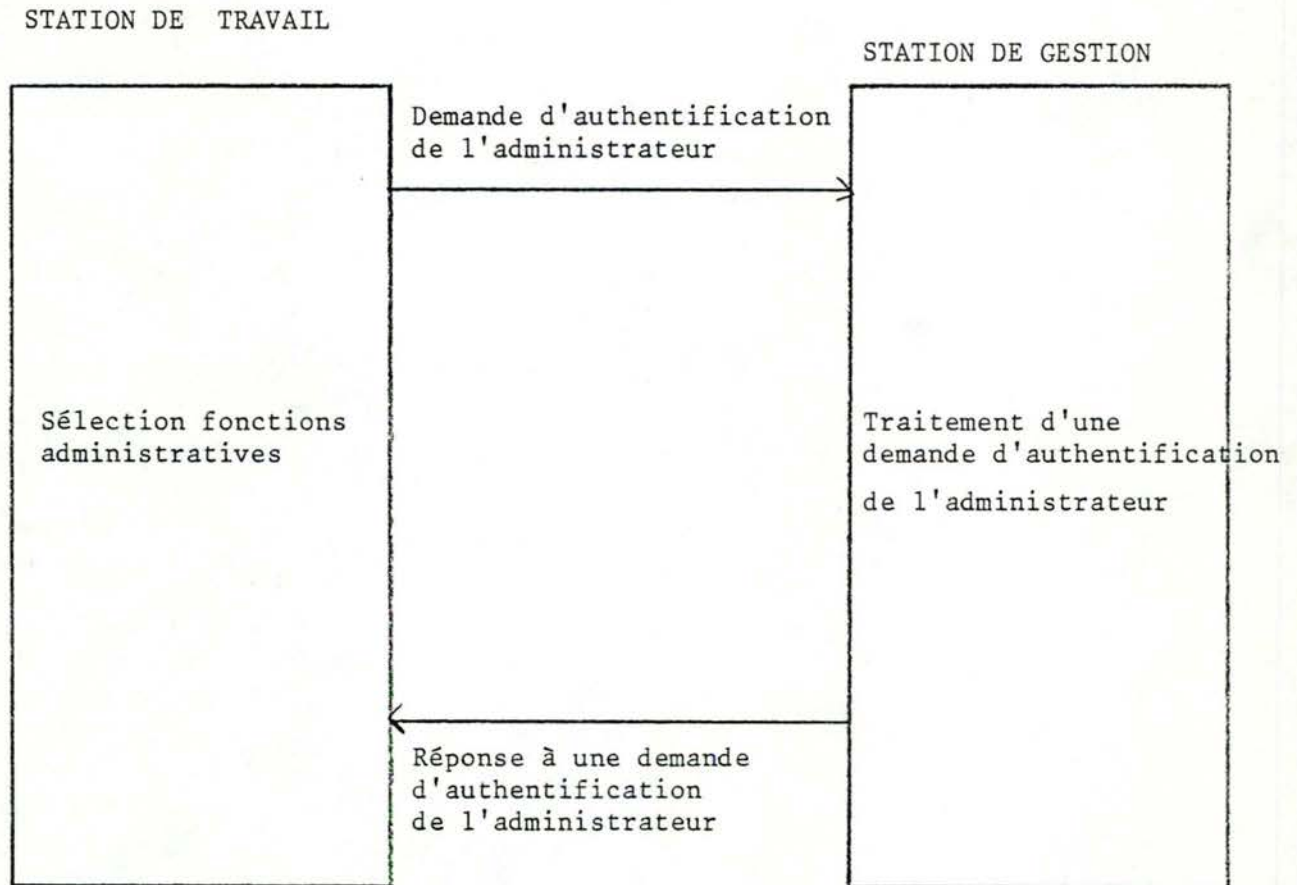 STATION DE TRAVAIL
STATION DE GESTION
Demande d'authentification
de l'administrateur
Sélection fonctions
administratives
Traitement d'une
demande d'authentification
de l'administrateur
Réponse à une demande
d'authentification
de l'administrateur